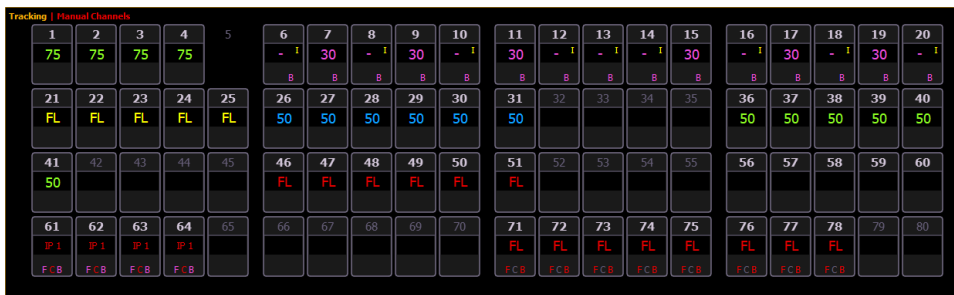 Tracking | Manual Channels
1 2 3 4 5 6 7 8 9 10 11 12 13 14 15 16 17 18 19 20
75 75 75 75 - I 30 - I 30 - I 30 - I - I - I 30 - I 30 - I 30 - I
B B B B B B B B B B B B B B B
21 22 23 24 25 26 27 28 29 30 31 32 33 34 35 36 37 38 39 40
FL FL FL FL FL 50 50 50 50 50 50 50 50 50 50 50
41 42 43 44 45 46 47 48 49 50 51 52 53 54 55 56 57 58 59 60
50 FL FL FL FL FL FL
61 62 63 64 65 66 67 68 69 70 71 72 73 74 75 76 77 78 79 80
IP 1 IP 1 IP 1 IP 1 FL FL FL FL FL FL FL FL
FCB FCB FCB FCB FCB FCB FCB FCB FCB FCB FCB FCB